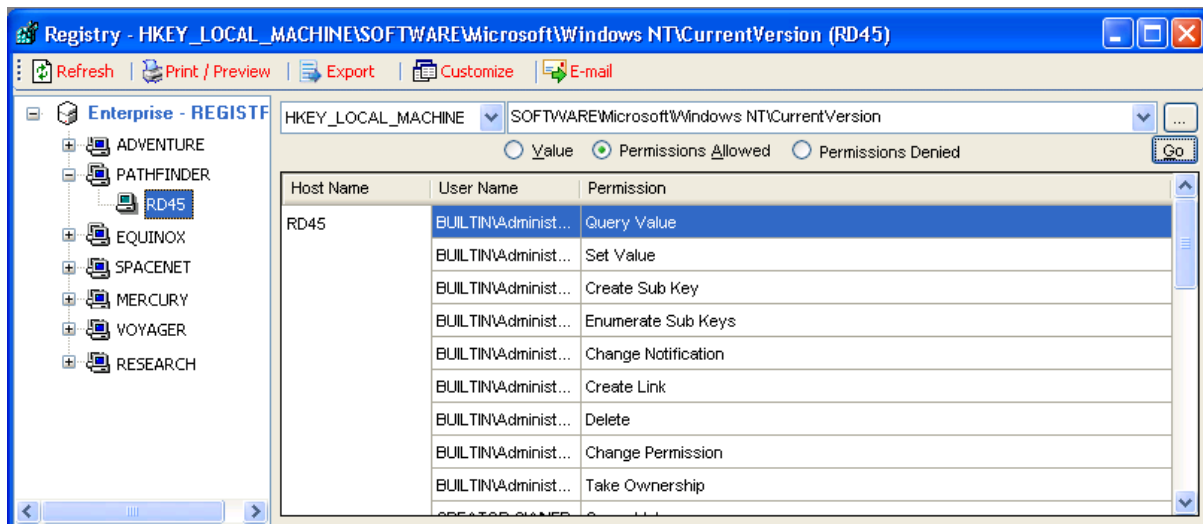 Registry - HKEY_LOCAL_MACHINE\SOFTWARE\Microsoft\Windows NT\CurrentVersion (RD45)
Refresh | Print / Preview | Export | Customize | E-mail
Enterprise - REGISTF
ADVENTURE
PATHFINDER
RD45
EQUINOX
SPACENET
MERCURY
VOYAGER
RESEARCH
HKEY_LOCAL_MACHINE SOFTWARE\Microsoft\Windows NT\CurrentVersion ...
Value Permissions Allowed Permissions Denied Go
Host Name User Name Permission
RD45 BUILTIN\Administ... Query Value
BUILTIN\Administ... Set Value
BUILTIN\Administ... Create Sub Key
BUILTIN\Administ... Enumerate Sub Keys
BUILTIN\Administ... Change Notification
BUILTIN\Administ... Create Link
BUILTIN\Administ... Delete
BUILTIN\Administ... Change Permission
BUILTIN\Administ... Take Ownership